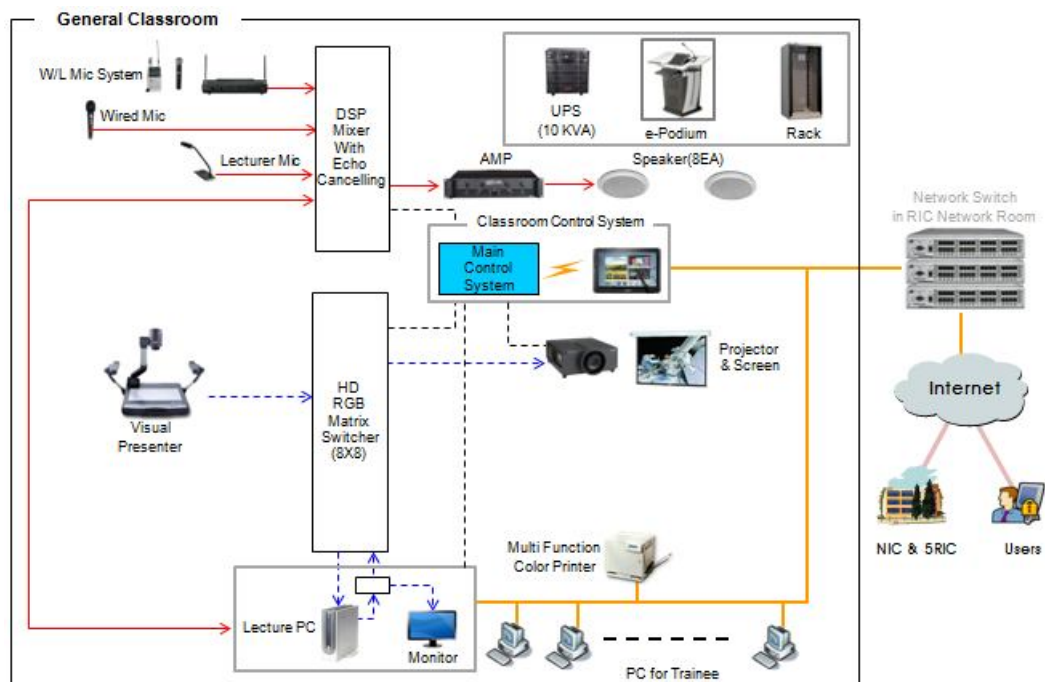 General Classroom
W/L Mic System
Wired Mic
Lecturer Mic
DSP
Mixer
With
Echo
Cancelling
UPS
(10 KVA)
e-Podium
Rack
AMP
Speaker(8EA)
Classroom Control System
Main
Control
System
Network Switch
in RIC Network Room
Visual
Presenter
HD
RGB
Matrix
Switcher
(8X8)
Projector
& Screen
Internet
NIC & 5RIC
Users
Multi Function
Color Printer
Lecture PC
Monitor
PC for Trainee